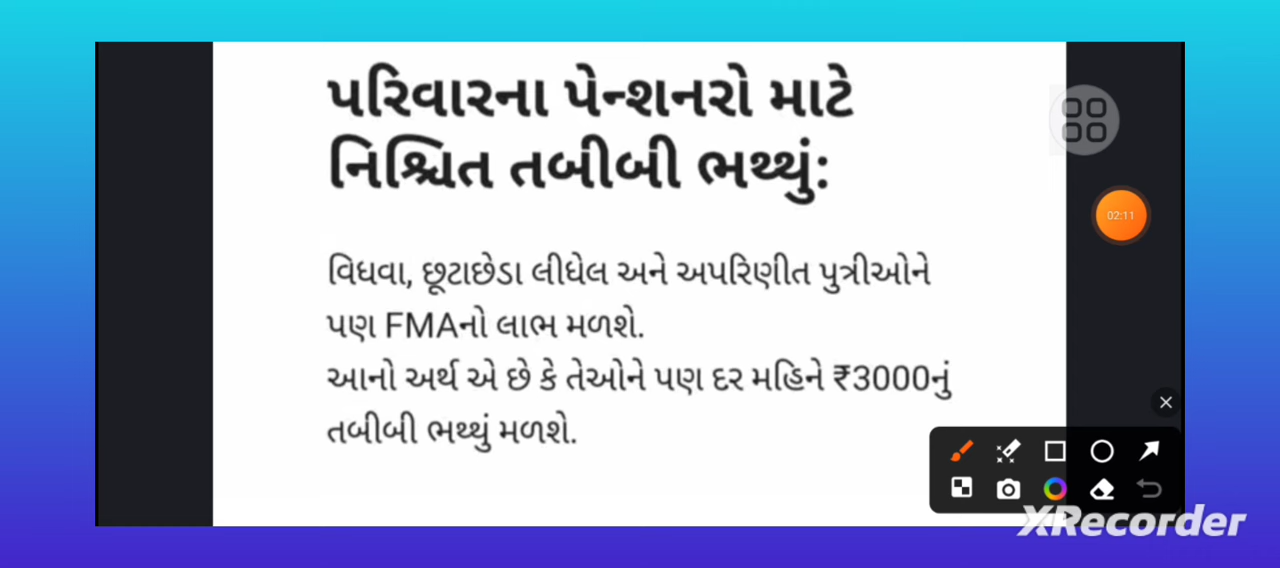 પરિવારના પેન્શનરો માટે
નિશ્ચિત તબીબી ભથ્થું:
વિધવા, છૂટાછેડા લીધેલ અને અપરિણીત પુત્રીઓને
પણ FMAનો લાભ મળશે.
આનો અર્થ એ છે કે તેઓને પણ દર મહિને ₹3000નું
તબીબી ભથ્થું મળશે.
02:11
XRecorder